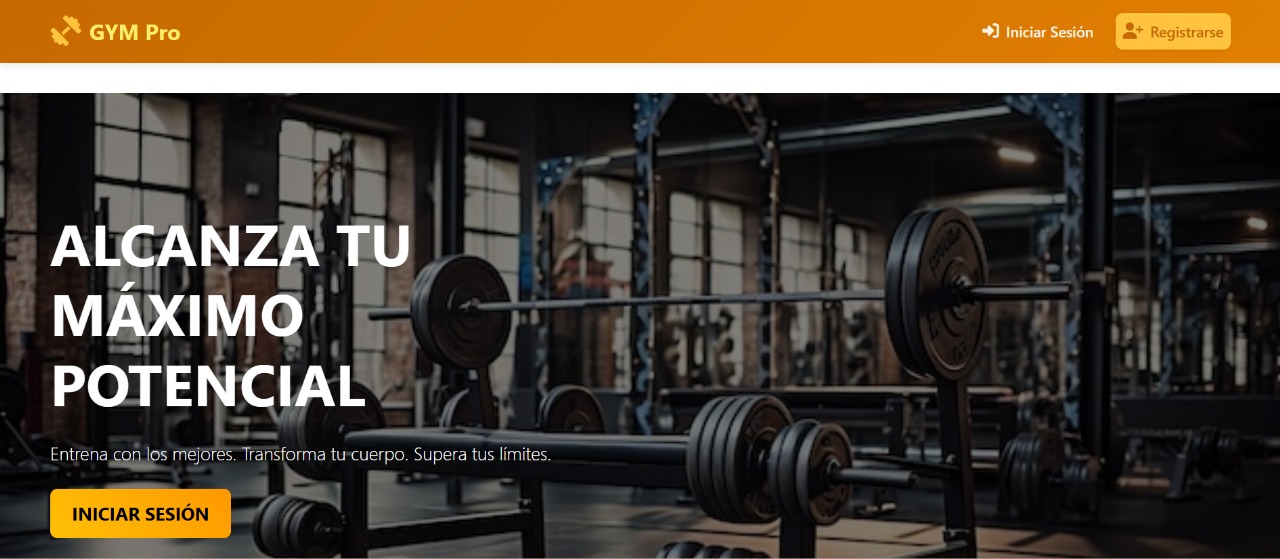 GYM Pro
Iniciar Sesión
Registrarse
ALCANZA TU
MÁXIMO
POTENCIAL
Entrena con los mejores. Transforma tu cuerpo. Supera tus límites.
INICIAR SESIÓN